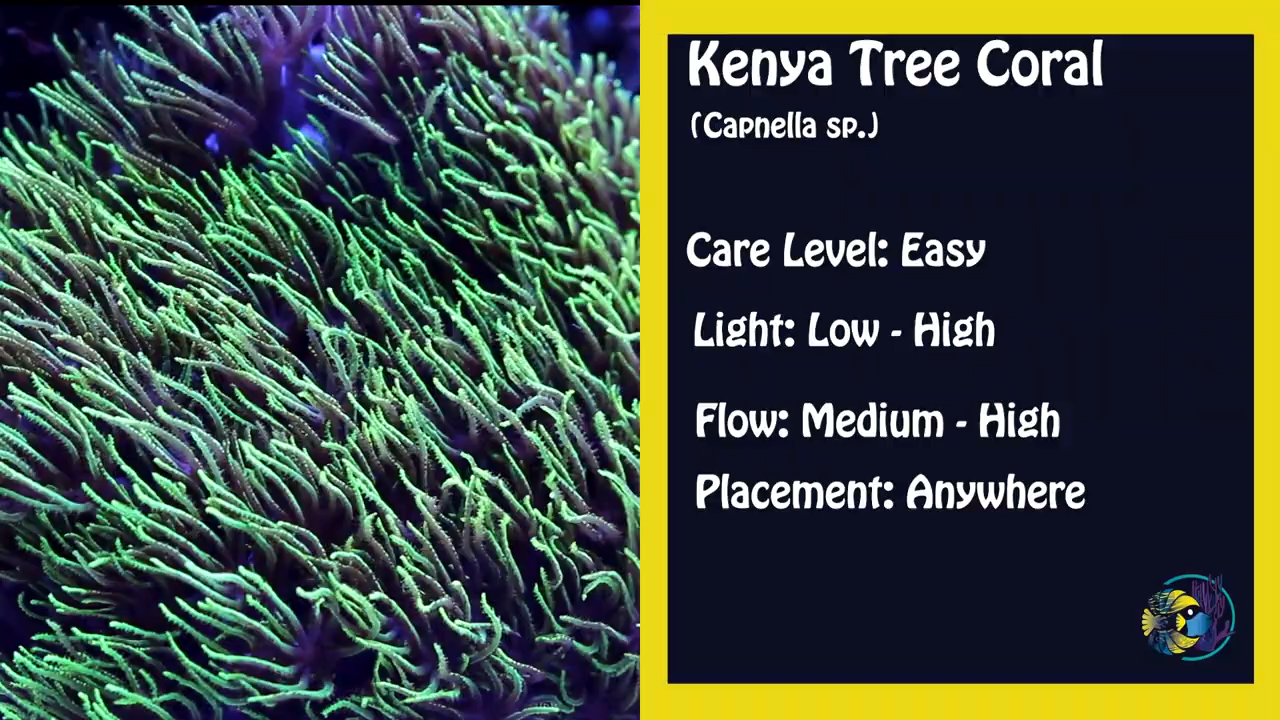 Kenya Tree Coral
(Capnella sp.)
Care Level: Easy
Light: Low - High
Flow: Medium - High
Placement: Anywhere